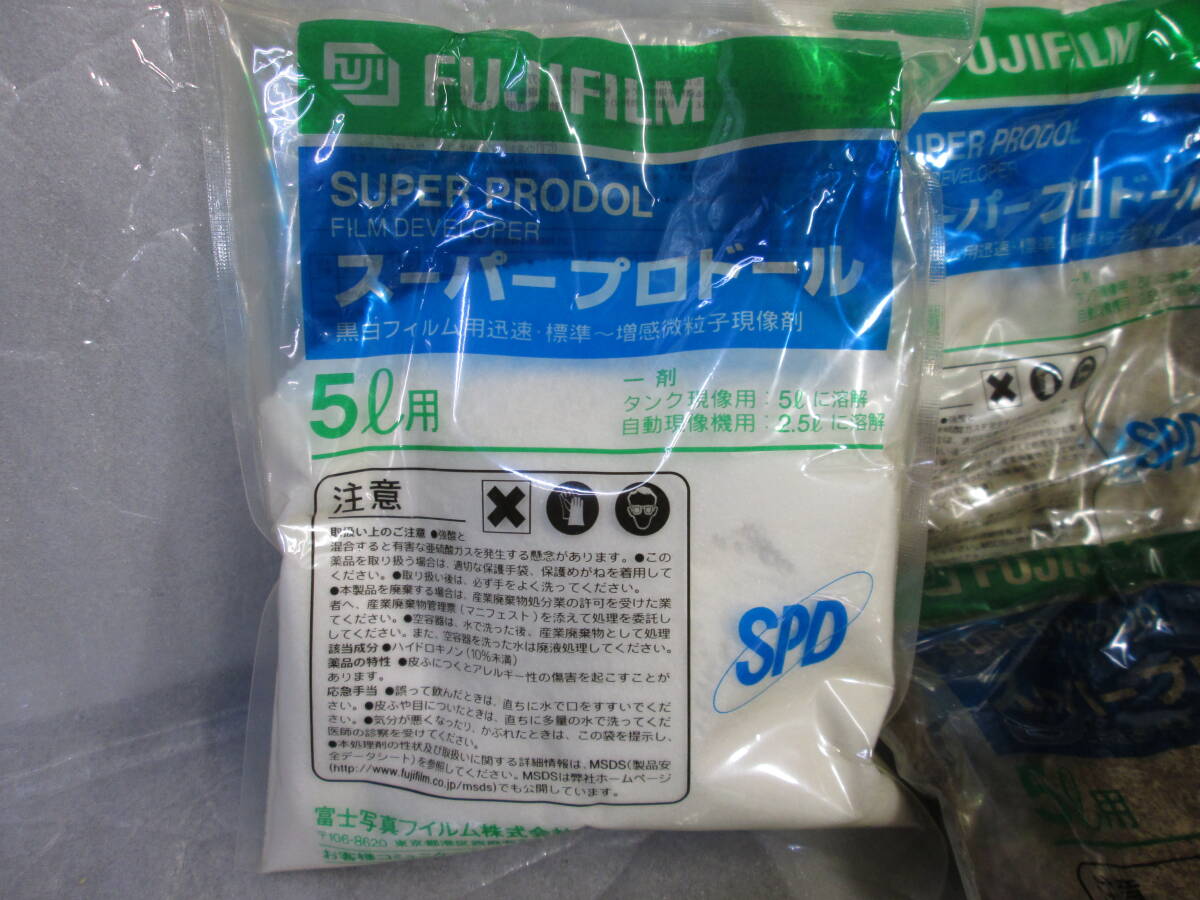 FUJI FUJIFILM
SUPER PRODOL
FILM DEVELOPER
スーパープロドール
黒白フィルム用迅速・標準～増感微粒子現像剤
5ℓ用
一剤
タンク現像用：5ℓに溶解
自動現像機用：2.5ℓに溶解
注意
取扱い上のご注意 ●強酸と
混合すると有害な亜硫酸ガスを発生する懸念があります。●この
薬品を取り扱う場合は、適切な保護手袋、保護めがねを着用して
ください。●取り扱い後は、必ず手をよく洗ってください。
●本製品を廃棄する場合は、産業廃棄物処分業の許可を受けた業
者へ、産業廃棄物管理票（マニフェスト）を添えて処理を委託し
てください。●空容器は、水で洗った後、産業廃棄物として処理
してください。また、空容器を洗った水は廃液処理してください。
該当成分 ●ハイドロキノン（10%未満）
薬品の特性 ●皮ふにつくとアレルギー性の傷害を起こすことが
あります。
応急手当 ●誤って飲んだときは、直ちに水で口をすすいでくだ
さい。●皮ふや目についたときは、直ちに多量の水で洗ってくだ
さい。●気分が悪くなったり、かぶれたときは、この袋を提示し、
医師の診察を受けてください。
●本処理剤の性状及び取扱いに関する詳細情報は、MSDS（製品安
全データシート）を参照してください。MSDSは弊社ホームページ
（http://www.fujifilm.co.jp/msds）でも公開しています。
SPD
富士写真フイルム株式会
〒106-8620 東京都港区西麻
お客様コミュニケ
UJIFILM
PER PRODOL
EVELOPER
ーパープロドール
SPD
FUJIFILM
5ℓ用